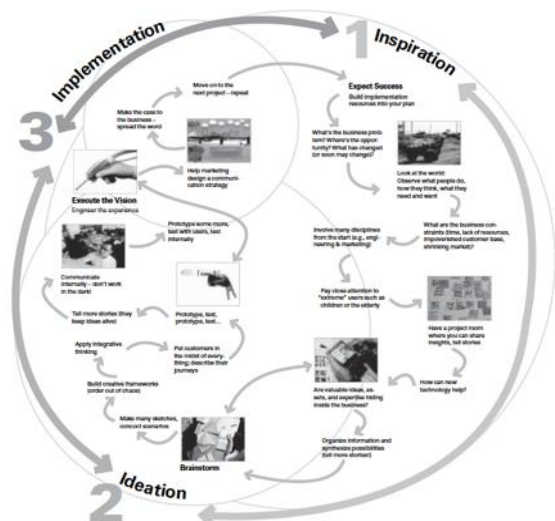 1
Inspiration
Expect Success
Build implementation
resources into your plan
What's the business prob-
lem? Where's the oppor-
tunity? What has changed
(or soon may change)?
Look at the world:
Observe what people do,
how they think, what they
need and want
What are the business con-
straints (time, lack of resources,
impoverished customer base,
shrinking market)?
Involve many disciplines
from the start (e.g., engi-
neering & marketing)
Pay close attention to
"extreme" users such as
children or the elderly
Have a project room
where you can share
insights, tell stories
How can new
technology help?
Are valuable ideas, as-
sets, and expertise hiding
inside the business?
Organize information and
synthesize possibilities
(tell more stories!)
2
Ideation
Brainstorm
Make many sketches,
concoct scenarios
Build creative frameworks
(order out of chaos)
Apply integrative
thinking
Put customers in
the midst of every-
thing; describe their
journeys
Prototype, test,
prototype, test...
Tell more stories (they
keep ideas alive)
Communicate
internally – don't work
in the dark!
Prototype some more,
test with users, test
internally
3
Implementation
Execute the Vision
Engineer the experience
Help marketing
design a communi-
cation strategy
Make the case to
the business –
spread the word
Move on to the
next project – repeat